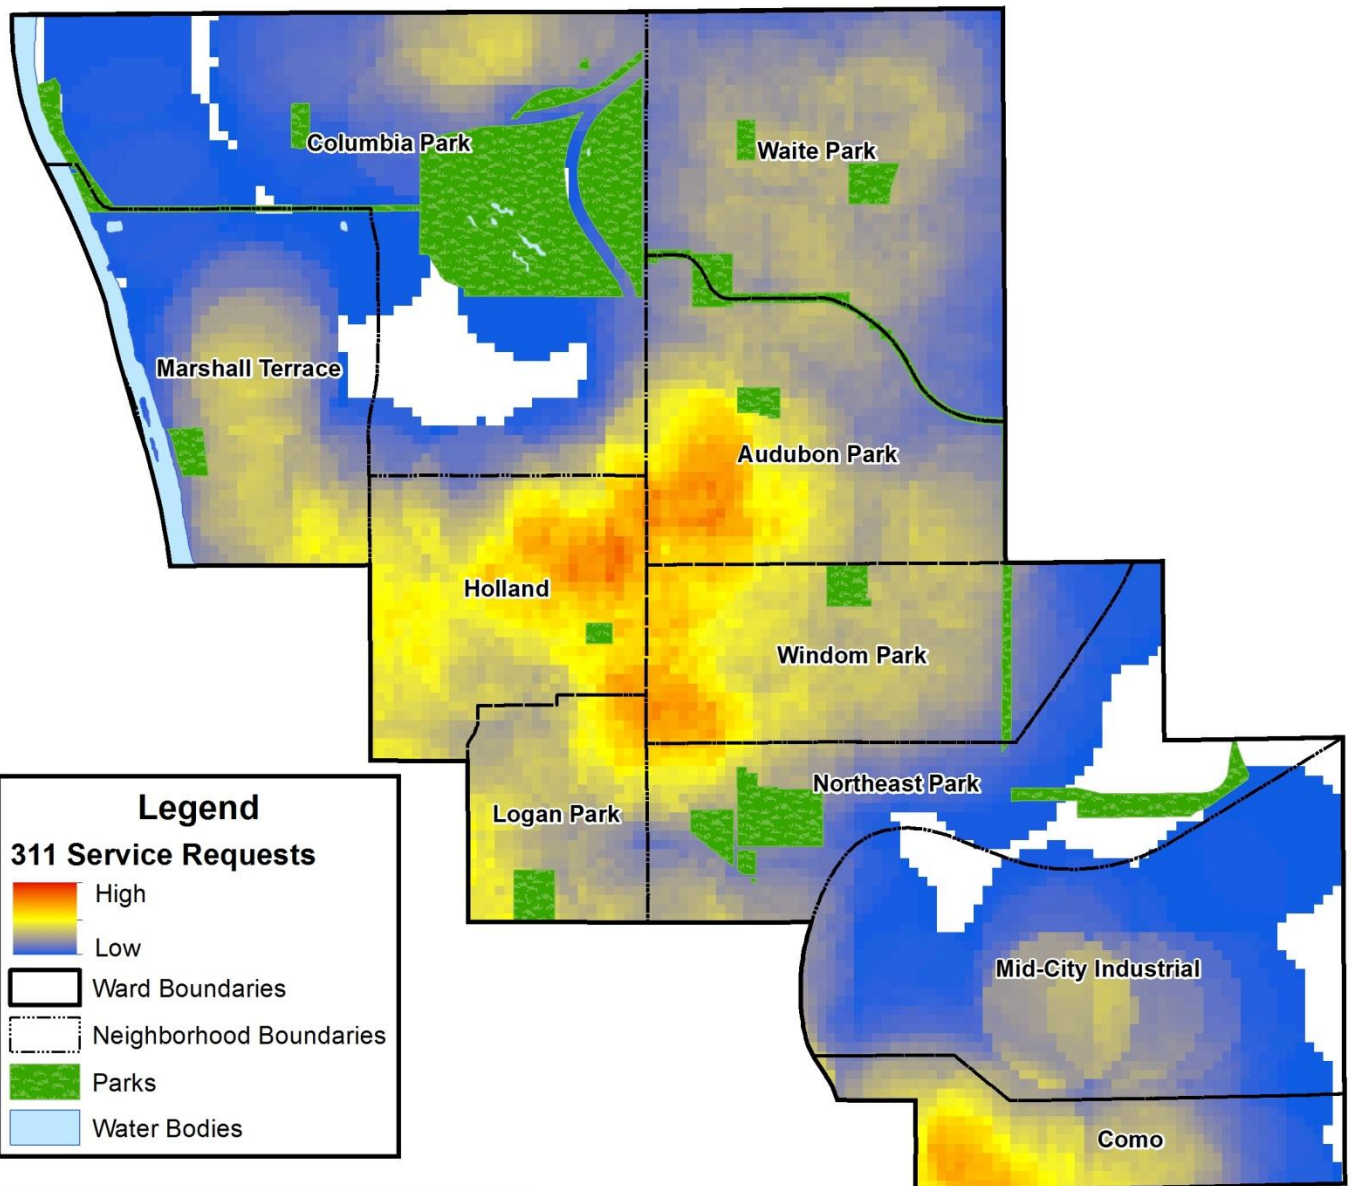 Columbia Park
Waite Park
Marshall Terrace
Audubon Park
Holland
Windom Park
Northeast Park
Logan Park
Mid-City Industrial
Como
Legend
311 Service Requests
High
Low
Ward Boundaries
Neighborhood Boundaries
Parks
Water Bodies